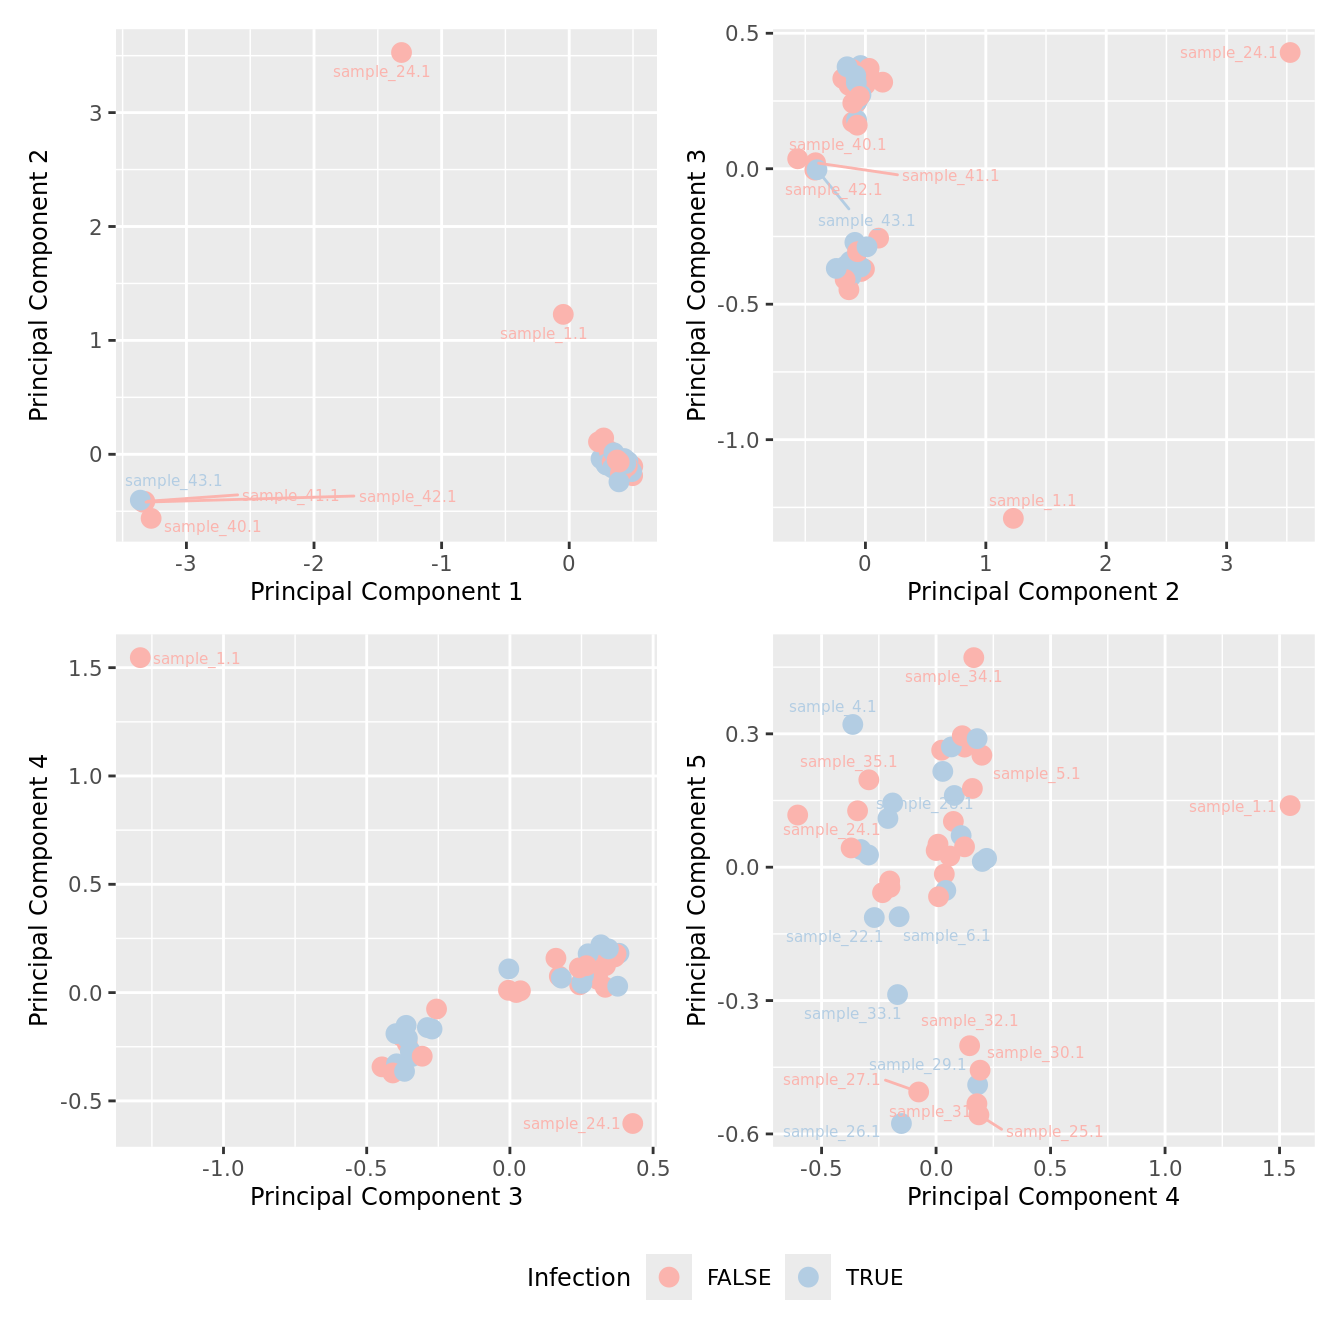 sample_24.1
sample_1.1
sample_43.1
sample_41.1
sample_42.1
sample_40.1
3
2
1
0
-3
-2
-1
0
Principal Component 1
Principal Component 2
sample_24.1
sample_40.1
sample_41.1
sample_42.1
sample_43.1
sample_1.1
0.5
0.0
-0.5
-1.0
0
1
2
3
Principal Component 2
Principal Component 3
sample_1.1
sample_24.1
1.5
1.0
0.5
0.0
-0.5
-1.0
-0.5
0.0
0.5
Principal Component 3
Principal Component 4
sample_34.1
sample_4.1
sample_35.1
sample_5.1
sample_1.1
sample_24.1
sample_22.1
sample_6.1
sample_33.1
sample_32.1
sample_30.1
sample_29.1
sample_27.1
sample_25.1
sample_26.1
0.3
0.0
-0.3
-0.6
-0.5
0.0
0.5
1.0
1.5
Principal Component 4
Principal Component 5
Infection FALSE TRUE